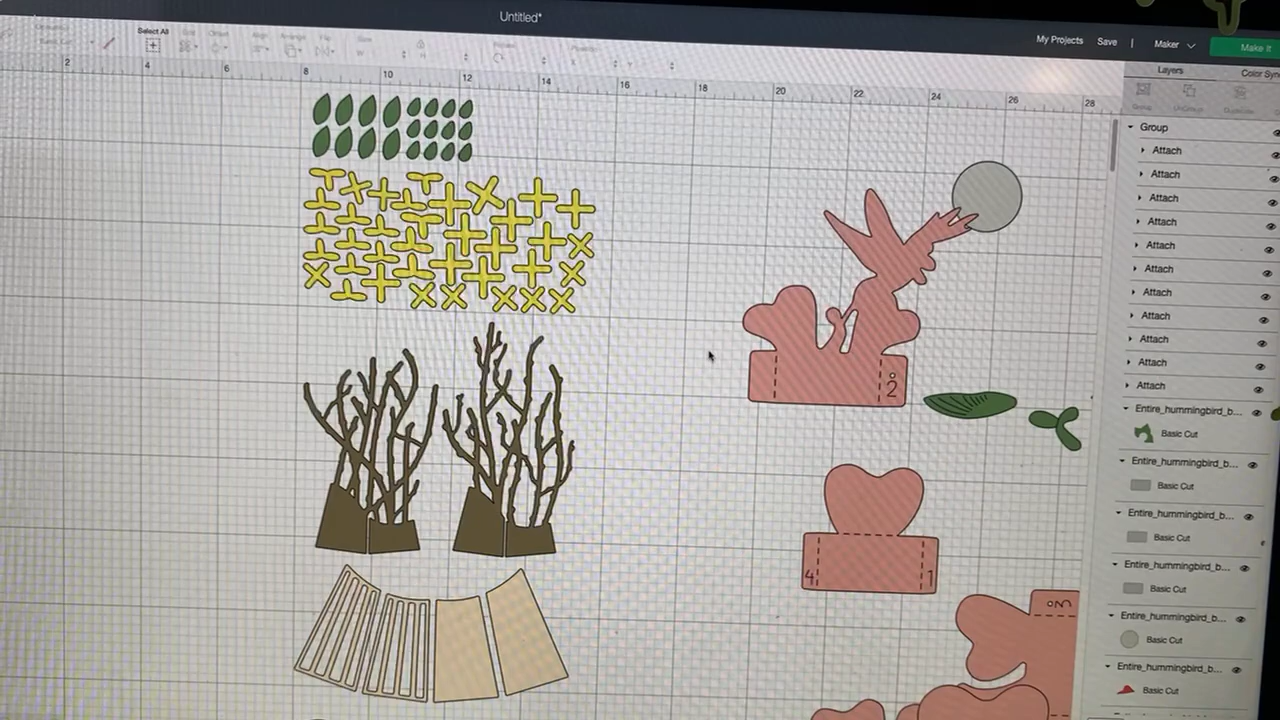 Untitled*
My Projects Save | Maker Make It
Select All
Layers Color Sync
2 4 6 8 10 12 14 16 18 20 22 24 26 28
Group
Attach
Attach
Attach
Attach
Attach
Attach
Attach
Attach
Attach
Attach
Attach
Entire_hummingbird_b...
Basic Cut
Entire_hummingbird_b...
Basic Cut
Entire_hummingbird_b...
Basic Cut
Entire_hummingbird_b...
Basic Cut
Entire_hummingbird_b...
Basic Cut
Entire_hummingbird_b...
Basic Cut
2
4 1
3